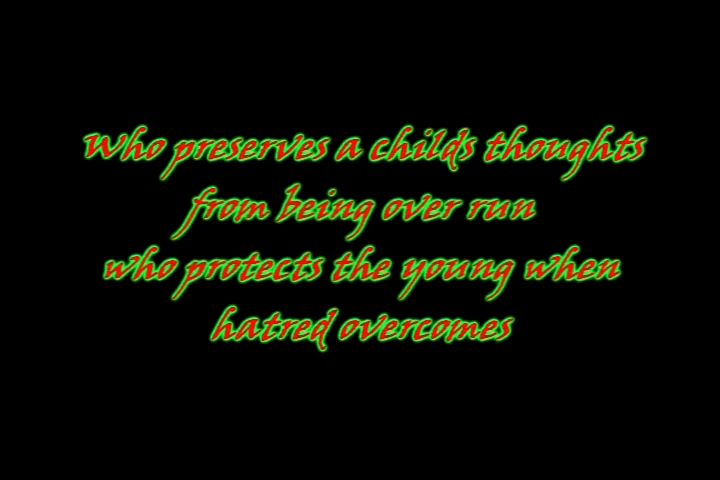 Who preserves a childs thoughts
from being over run
who protects the young when
hatred overcomes